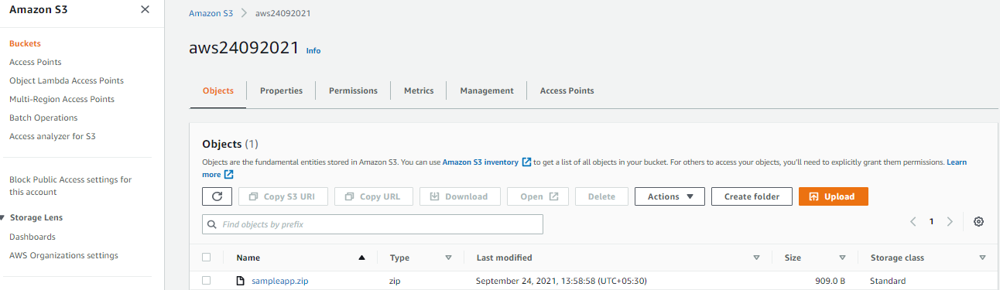 Amazon S3
Buckets
Access Points
Object Lambda Access Points
Multi-Region Access Points
Batch Operations
Access analyzer for S3
Block Public Access settings for
this account
Storage Lens
Dashboards
AWS Organizations settings
Amazon S3 > aws24092021
aws24092021 Info
Objects Properties Permissions Metrics Management Access Points
Objects (1)
Objects are the fundamental entities stored in Amazon S3. You can use Amazon S3 inventory to get a list of all objects in your bucket. For others to access your objects, you'll need to explicitly grant them permissions. Learn
more
Copy S3 URI Copy URL Download Open Delete Actions Create folder Upload
Find objects by prefix
1
Name Type Last modified Size Storage class
sampleapp.zip zip September 24, 2021, 13:58:58 (UTC+05:30) 909.0 B Standard